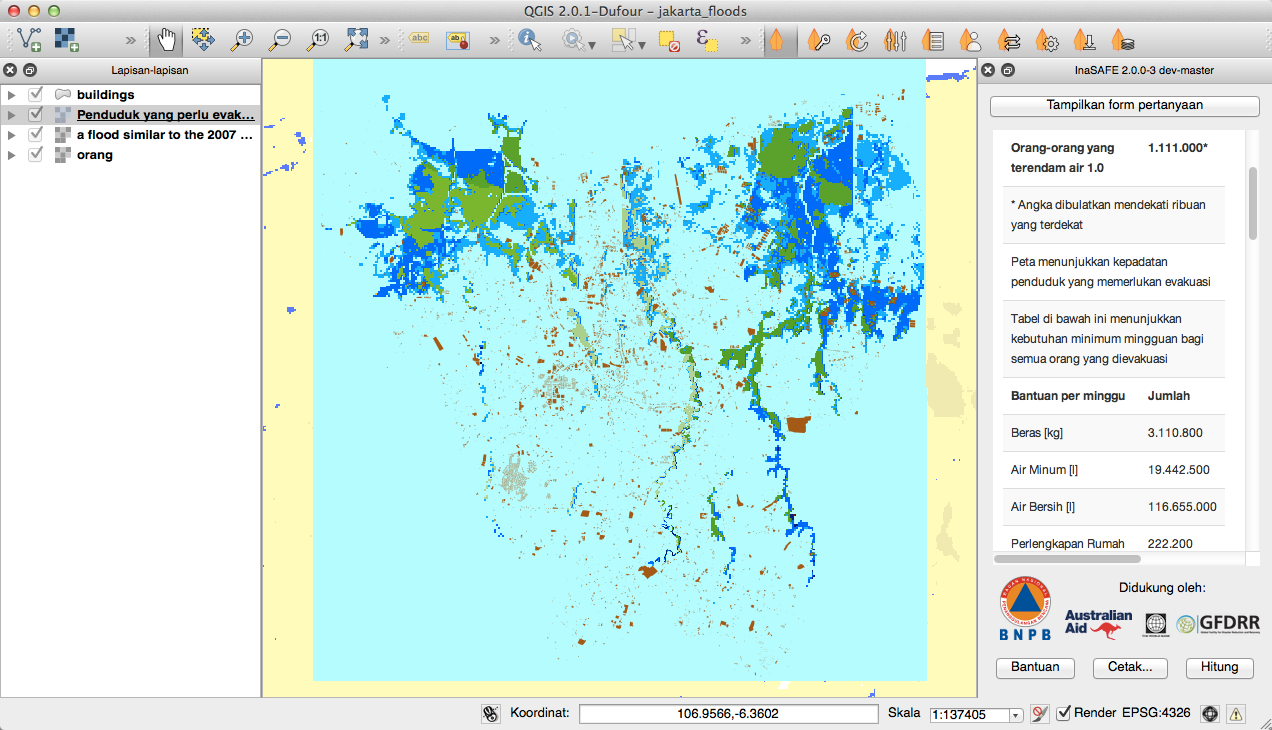 QGIS 2.0.1-Dufour - jakarta_floods
Lapisan-lapisan
buildings
Penduduk yang perlu evak...
a flood similar to the 2007 ...
orang
InaSAFE 2.0.0-3 dev-master
Tampilkan form pertanyaan
Orang-orang yang terendam air 1.0 1.111.000*
* Angka dibulatkan mendekati ribuan
yang terdekat
Peta menunjukkan kepadatan
penduduk yang memerlukan evakuasi
Tabel di bawah ini menunjukkan
kebutuhan minimum mingguan bagi
semua orang yang dievakuasi
Bantuan per minggu Jumlah
Beras [kg] 3.110.800
Air Minum [l] 19.442.500
Air Bersih [l] 116.655.000
Perlengkapan Rumah 222.200
Didukung oleh:
BNPB
Australian
Aid
GFDRR
Bantuan Cetak... Hitung
Koordinat: 106.9566,-6.3602 Skala 1:137405 Render EPSG:4326